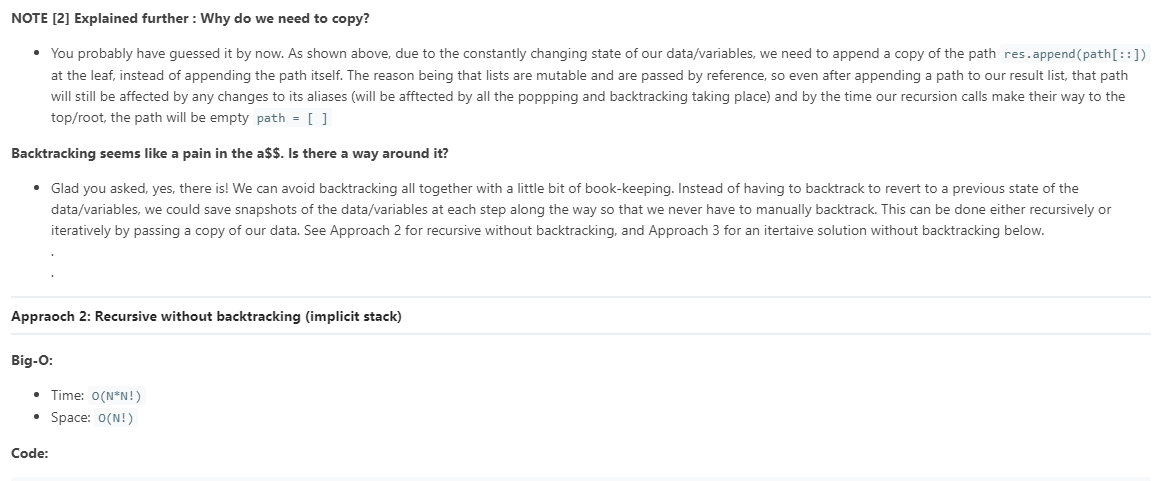 NOTE [2] Explained further : Why do we need to copy?
• You probably have guessed it by now. As shown above, due to the constantly changing state of our data/variables, we need to append a copy of the path res.append(path[::])
at the leaf, instead of appending the path itself. The reason being that lists are mutable and are passed by reference, so even after appending a path to our result list, that path
will still be affected by any changes to its aliases (will be afftected by all the poppping and backtracking taking place) and by the time our recursion calls make their way to the
top/root, the path will be empty path = [ ]
Backtracking seems like a pain in the a$$. Is there a way around it?
• Glad you asked, yes, there is! We can avoid backtracking all together with a little bit of book-keeping. Instead of having to backtrack to revert to a previous state of the
data/variables, we could save snapshots of the data/variables at each step along the way so that we never have to manually backtrack. This can be done either recursively or
iteratively by passing a copy of our data. See Approach 2 for recursive without backtracking, and Approach 3 for an itertaive solution without backtracking below.
.
.
Appraoch 2: Recursive without backtracking (implicit stack)
Big-O:
• Time: O(N*N!)
• Space: O(N!)
Code: